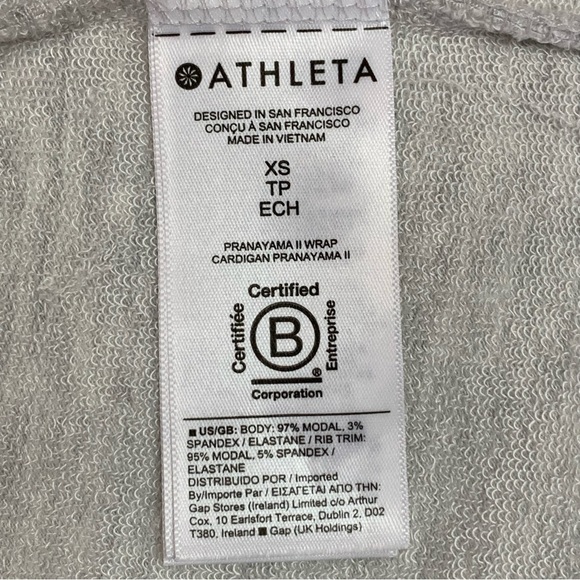 ATHLETA
DESIGNED IN SAN FRANCISCO
CONÇU À SAN FRANCISCO
MADE IN VIETNAM
XS
TP
ECH
PRANAYAMA II WRAP
CARDIGAN PRANAYAMA II
Certified
Certifiée
B
Entreprise
®
Corporation
■ US/GB: BODY: 97% MODAL, 3%
SPANDEX / ELASTANE / RIB TRIM:
95% MODAL, 5% SPANDEX /
ELASTANE
DISTRIBUIDO POR / Imported
By/Importe Par / ΕΙΣΑΓΕΤΑΙ ΑΠΟ ΤΗΝ:
Gap Stores (Ireland) Limited c/o Arthur
Cox, 10 Earlsfort Terrace, Dublin 2, D02
T380, Ireland ■ Gap (UK Holdings)